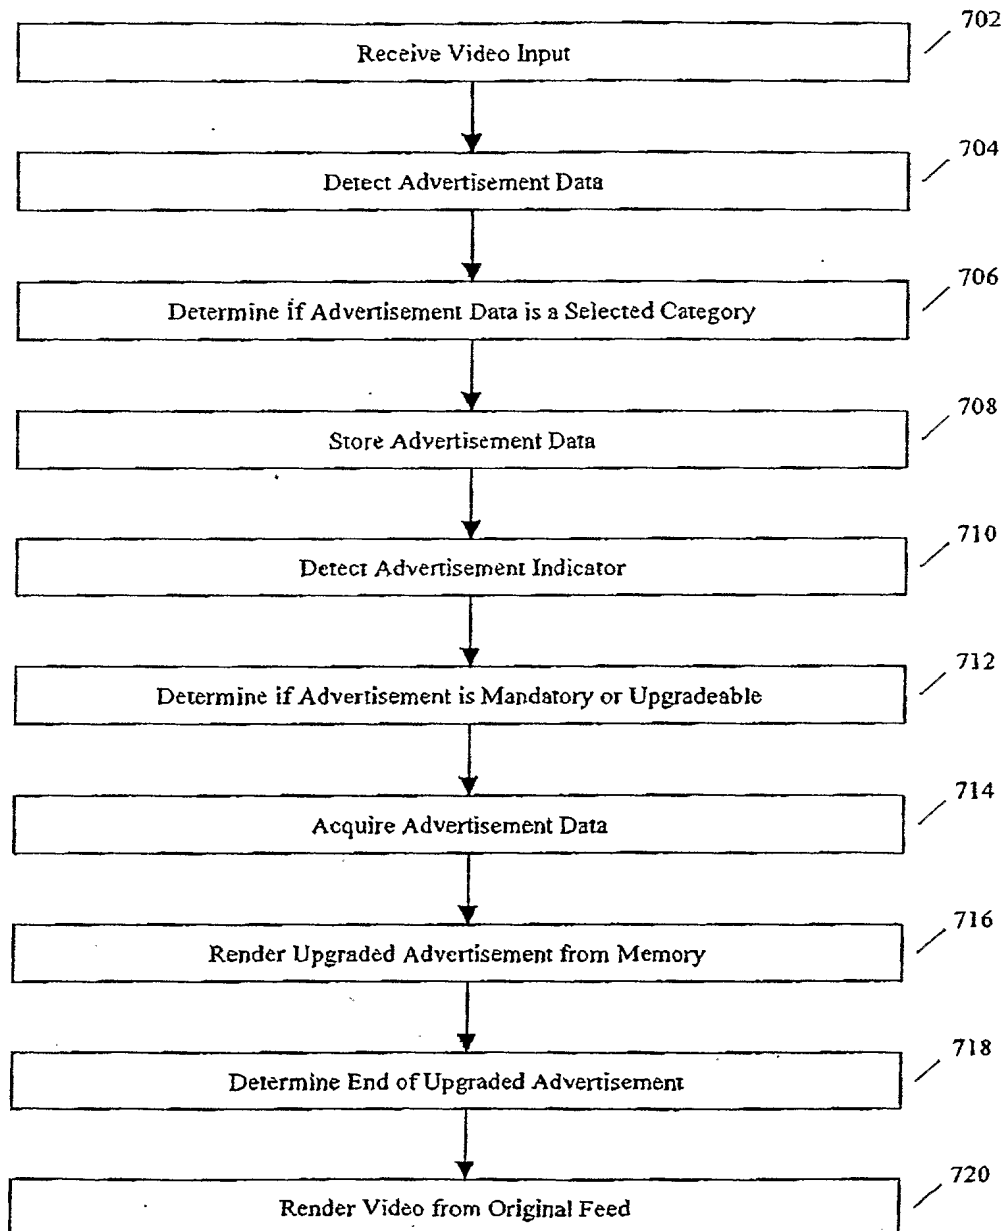 702
Receive Video Input
704
Detect Advertisement Data
706
Determine if Advertisement Data is a Selected Category
708
Store Advertisement Data
710
Detect Advertisement Indicator
712
Determine if Advertisement is Mandatory or Upgradeable
714
Acquire Advertisement Data
716
Render Upgraded Advertisement from Memory
718
Determine End of Upgraded Advertisement
720
Render Video from Original Feed